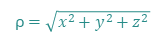 ρ = √(x² + y² + z²)